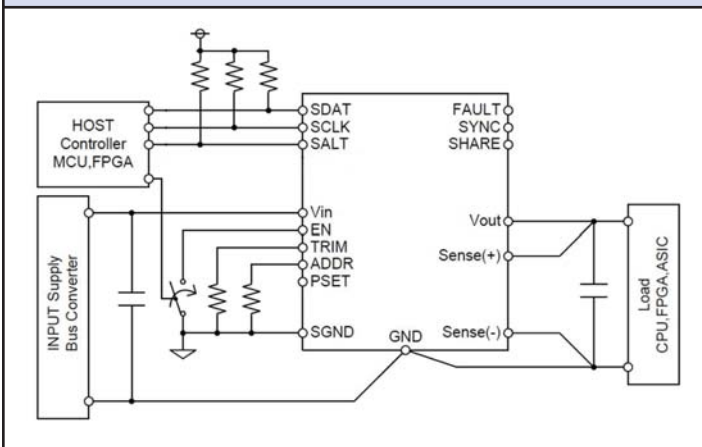 HOST
Controller
MCU,FPGA
SDAT
SCLK
SALT
FAULT
SYNC
SHARE
INPUT Supply
Bus Converter
Vin
EN
TRIM
ADDR
PSET
SGND
GND
Vout
Sense(+)
Sense(-)
Load
CPU,FPGA,ASIC